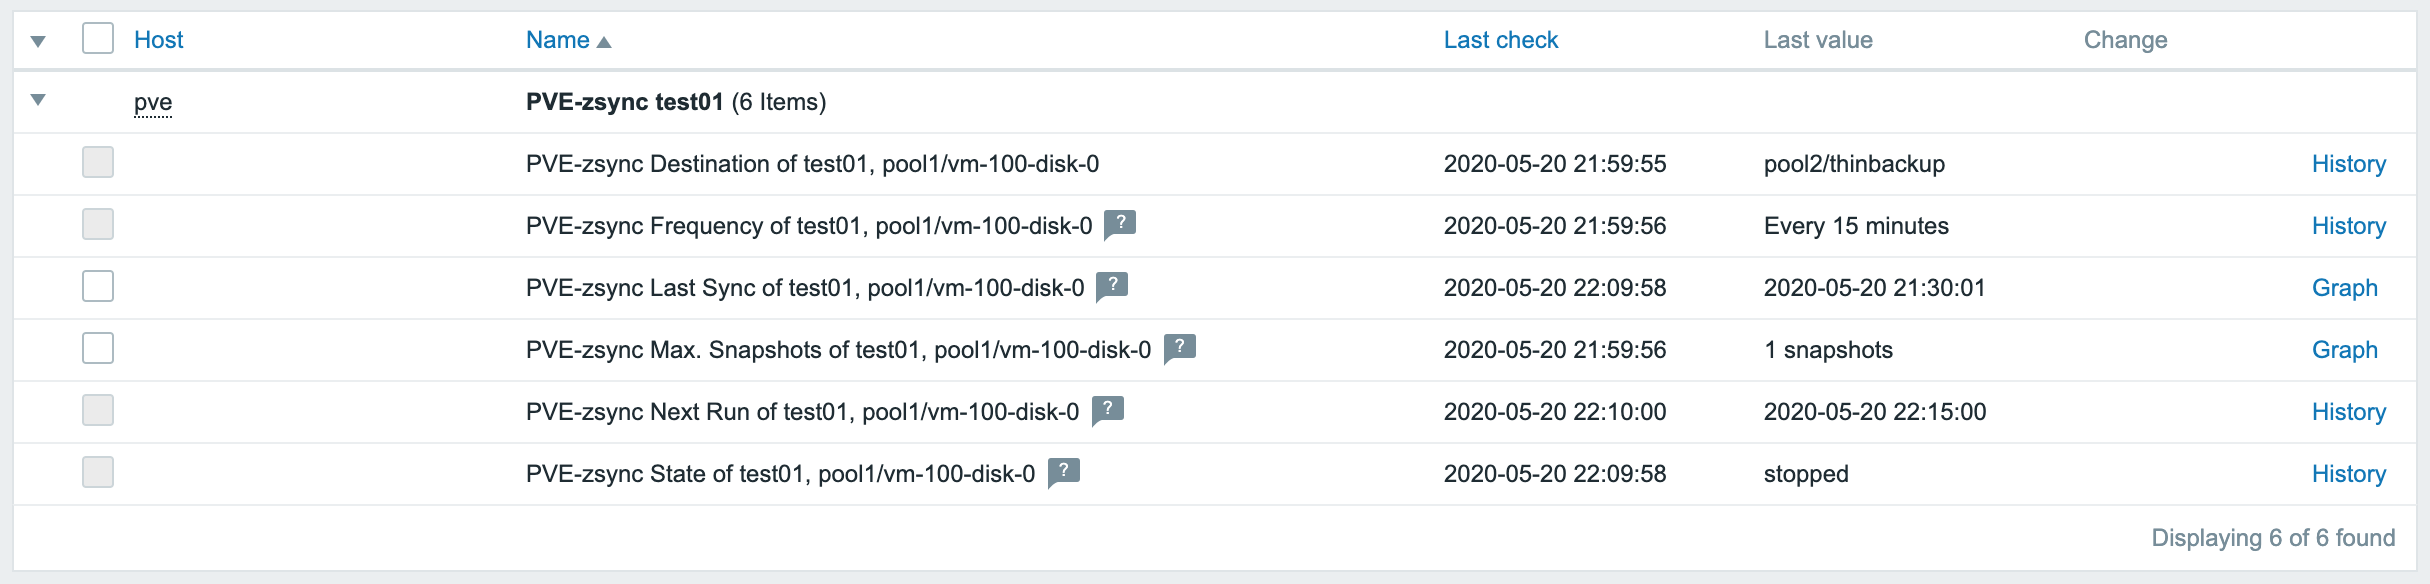 Host Name Last check Last value Change
pve PVE-zsync test01 (6 Items)
PVE-zsync Destination of test01, pool1/vm-100-disk-0 2020-05-20 21:59:55 pool2/thinbackup History
PVE-zsync Frequency of test01, pool1/vm-100-disk-0 ? 2020-05-20 21:59:56 Every 15 minutes History
PVE-zsync Last Sync of test01, pool1/vm-100-disk-0 ? 2020-05-20 22:09:58 2020-05-20 21:30:01 Graph
PVE-zsync Max. Snapshots of test01, pool1/vm-100-disk-0 ? 2020-05-20 21:59:56 1 snapshots Graph
PVE-zsync Next Run of test01, pool1/vm-100-disk-0 ? 2020-05-20 22:10:00 2020-05-20 22:15:00 History
PVE-zsync State of test01, pool1/vm-100-disk-0 ? 2020-05-20 22:09:58 stopped History
Displaying 6 of 6 found